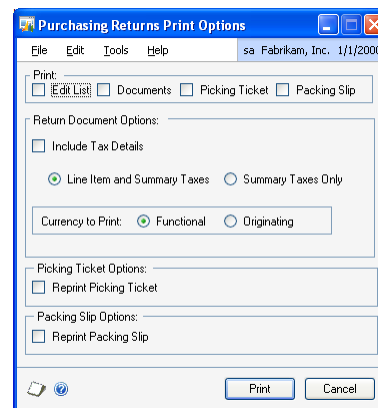 Purchasing Returns Print Options
File Edit Tools Help sa Fabrikam, Inc. 1/1/2000
Print:
Edit List Documents Picking Ticket Packing Slip
Return Document Options:
Include Tax Details
Line Item and Summary Taxes Summary Taxes Only
Currency to Print: Functional Originating
Picking Ticket Options:
Reprint Picking Ticket
Packing Slip Options:
Reprint Packing Slip
Print Cancel